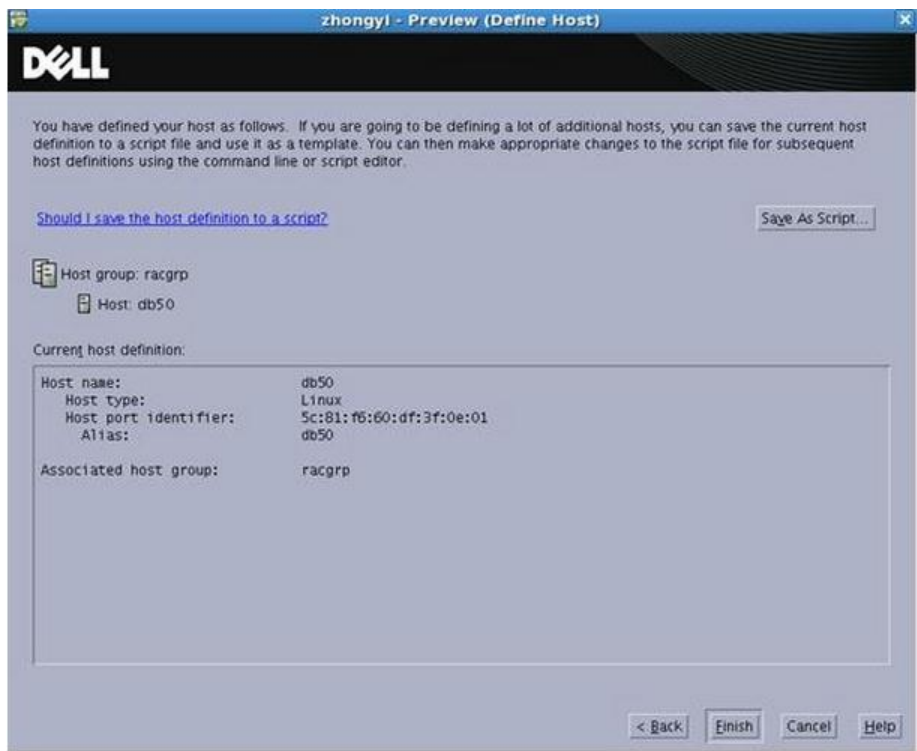 zhongyi - Preview (Define Host)
DELL
You have defined your host as follows. If you are going to be defining a lot of additional hosts, you can save the current host
definition to a script file and use it as a template. You can then make appropriate changes to the script file for subsequent
host definitions using the command line or script editor.
Should I save the host definition to a script?
Save As Script...
Host group: racgrp
Host: db50
Current host definition:
Host name: db50
Host type: Linux
Host port identifier: 5c:81:f6:60:df:3f:0e:01
Alias: db50
Associated host group: racgrp
< Back Finish Cancel Help